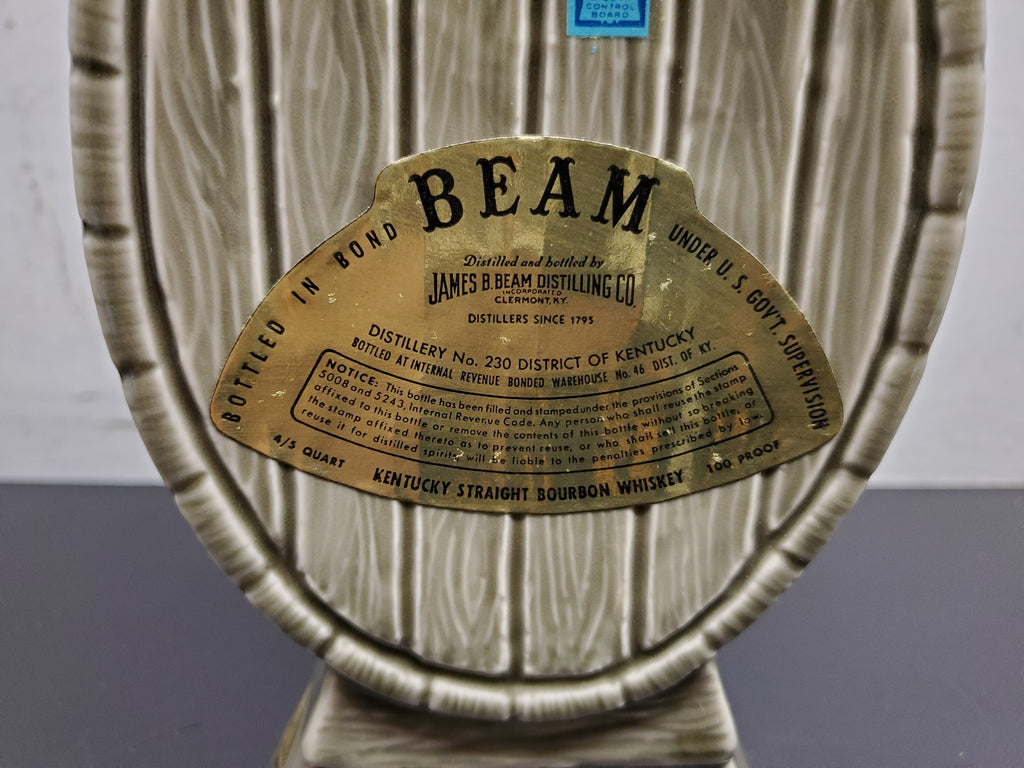 CONTROL
BOARD
BEAM
BOTTLED IN BOND
UNDER U. S. GOV'T. SUPERVISION
Distilled and bottled by
JAMES B. BEAM DISTILLING CO.
INCORPORATED
CLERMONT, KY.
DISTILLERS SINCE 1795
DISTILLERY No. 230 DISTRICT OF KENTUCKY
BOTTLED AT INTERNAL REVENUE BONDED WAREHOUSE No. 46 DIST. OF KY.
NOTICE: This bottle has been filled and stamped under the provisions of Sections
5008 and 5243, Internal Revenue Code. Any person who shall reuse the stamp
affixed to this bottle or remove the contents of this bottle without so breaking
the stamp affixed thereto as to prevent reuse, or who shall sell this bottle, or
reuse it for distilled spirits will be liable to the penalties prescribed by law.
4/5 QUART
KENTUCKY STRAIGHT BOURBON WHISKEY
100 PROOF